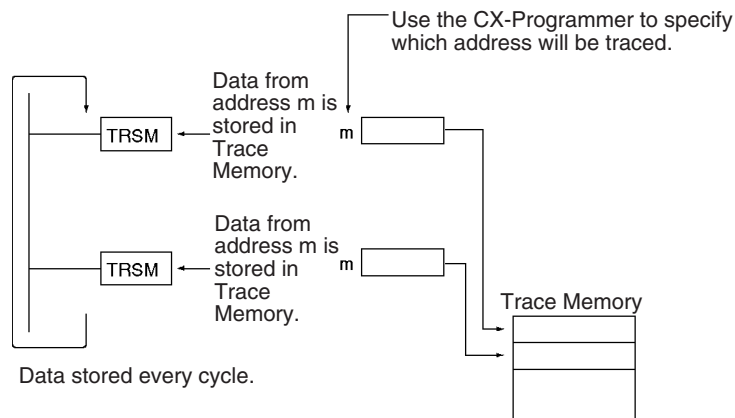 Use the CX-Programmer to specify
which address will be traced.
Data from
address m is
stored in
Trace
Memory.
TRSM
m
Data from
address m is
stored in
Trace
Memory.
TRSM
m
Trace Memory
Data stored every cycle.